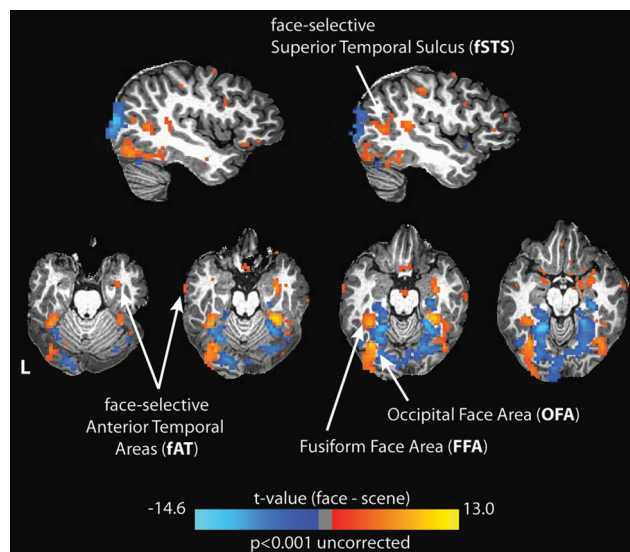 face-selective
Superior Temporal Sulcus (fSTS)
L
face-selective
Anterior Temporal
Areas (fAT)
Occipital Face Area (OFA)
Fusiform Face Area (FFA)
t-value (face - scene)
-14.6
13.0
p<0.001 uncorrected